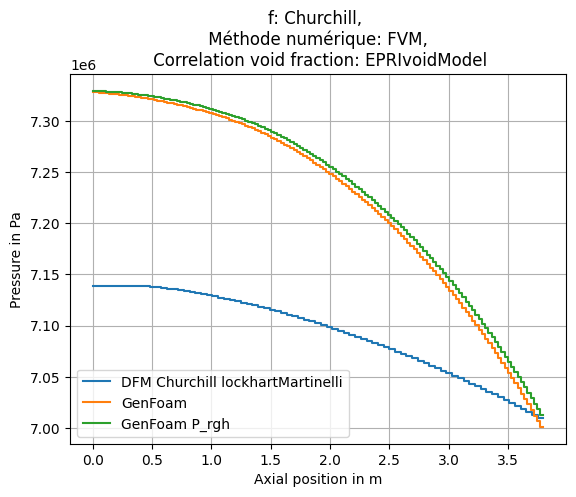 f: Churchill,
Méthode numérique: FVM,
Correlation void fraction: EPRIvoidModel
1e6
7.30
7.25
7.20
7.15
7.10
7.05
7.00
Pressure in Pa
DFM Churchill lockhartMartinelli
GenFoam
GenFoam P_rgh
0.0 0.5 1.0 1.5 2.0 2.5 3.0 3.5
Axial position in m